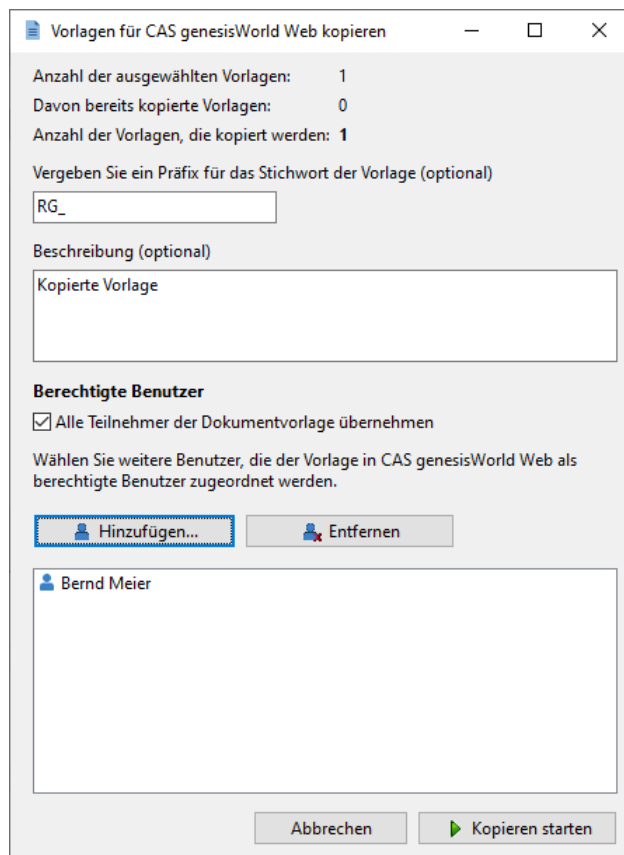 Vorlagen für CAS genesisWorld Web kopieren
Anzahl der ausgewählten Vorlagen: 1
Davon bereits kopierte Vorlagen: 0
Anzahl der Vorlagen, die kopiert werden: 1
Vergeben Sie ein Präfix für das Stichwort der Vorlage (optional)
RG_
Beschreibung (optional)
Kopierte Vorlage
Berechtigte Benutzer
Alle Teilnehmer der Dokumentvorlage übernehmen
Wählen Sie weitere Benutzer, die der Vorlage in CAS genesisWorld Web als
berechtigte Benutzer zugeordnet werden.
Hinzufügen... Entfernen
Bernd Meier
Abbrechen Kopieren starten